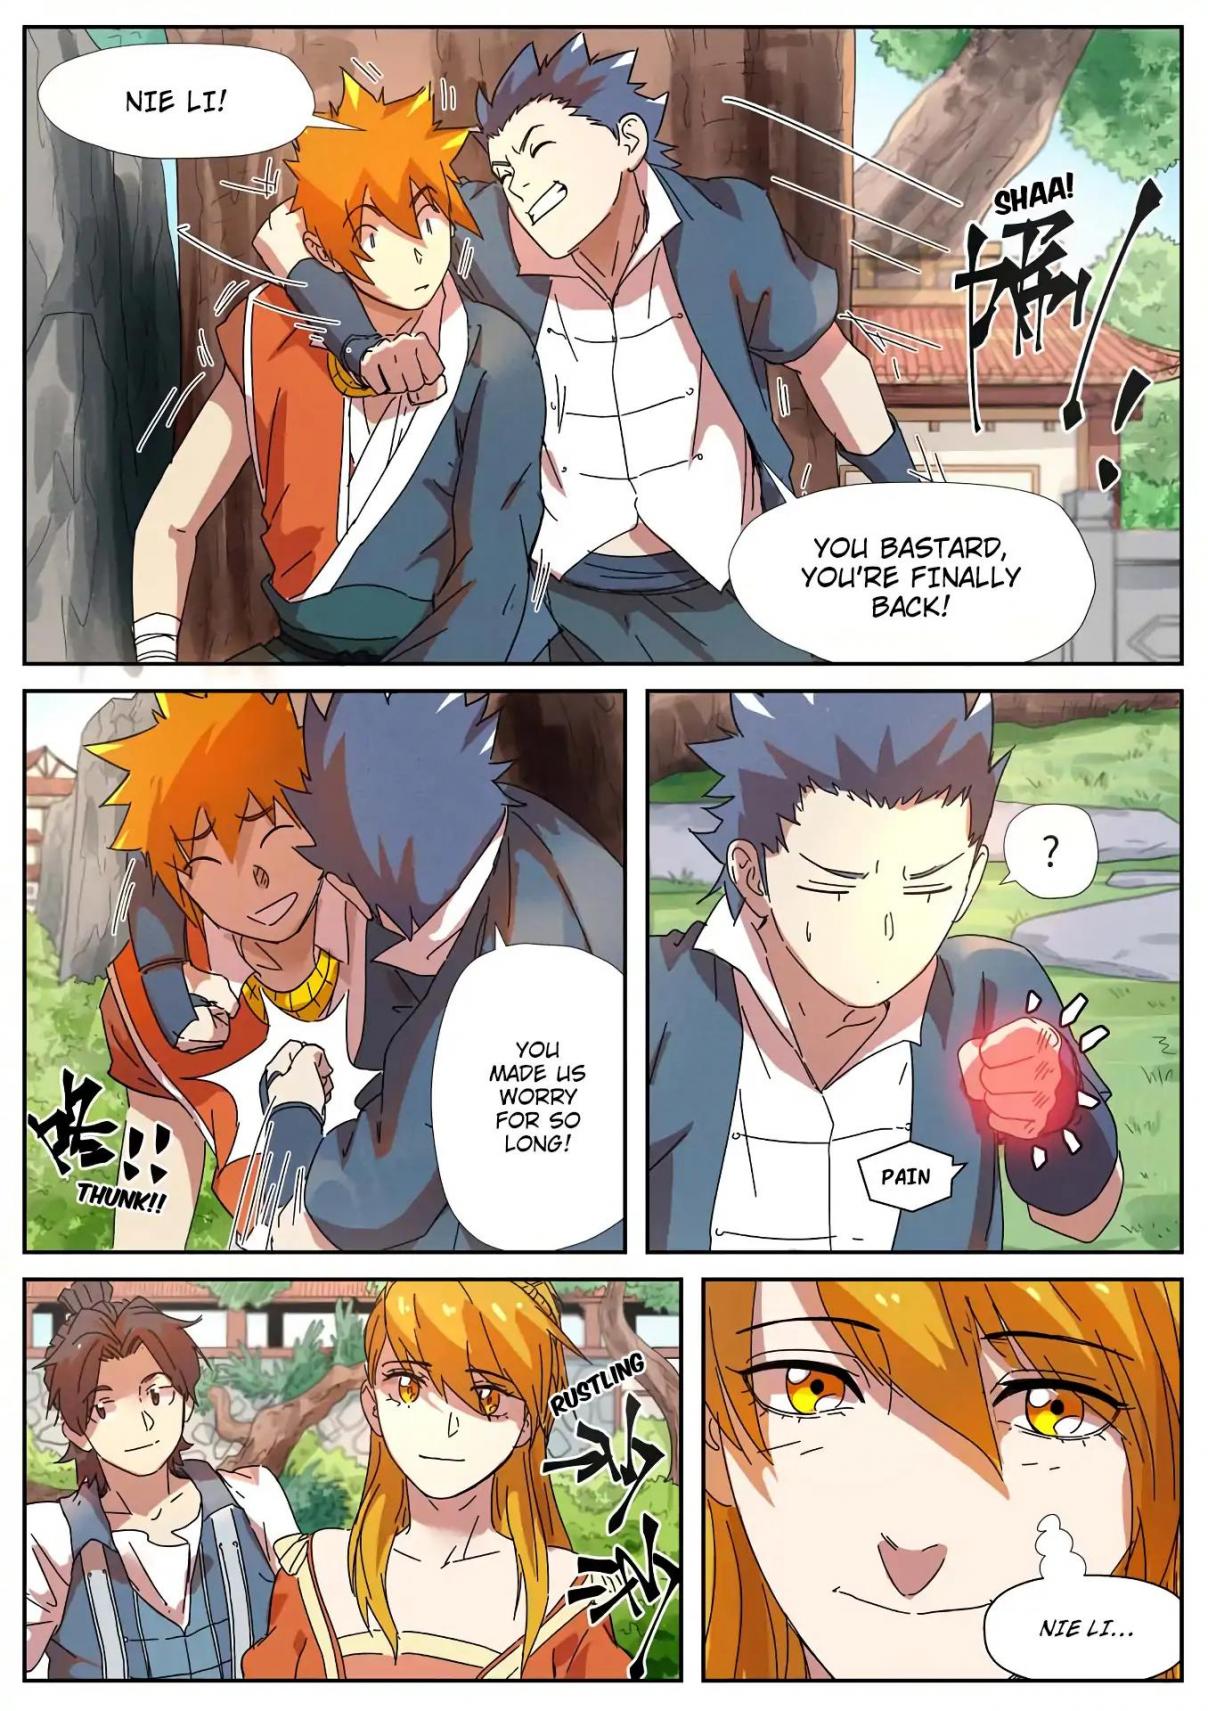 NIE LI!
SHAA!
YOU BASTARD,
YOU'RE FINALLY
BACK!
YOU
MADE US
WORRY
FOR SO
LONG!
THUNK!!
?
PAIN
RUSTLING
NIE LI...